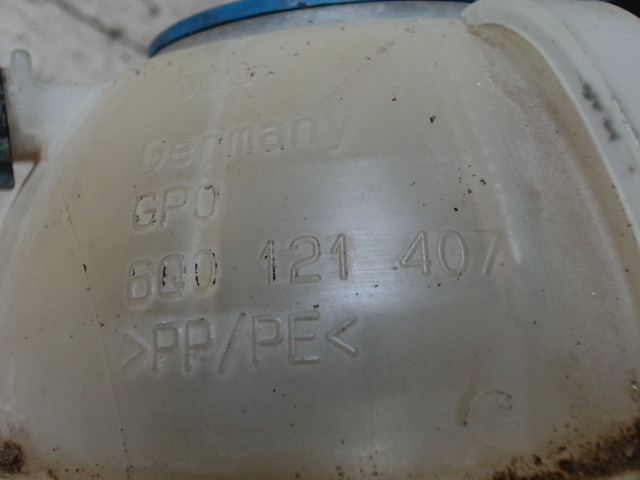 Germany
GPO
6Q0 121 407
>PP/PE<